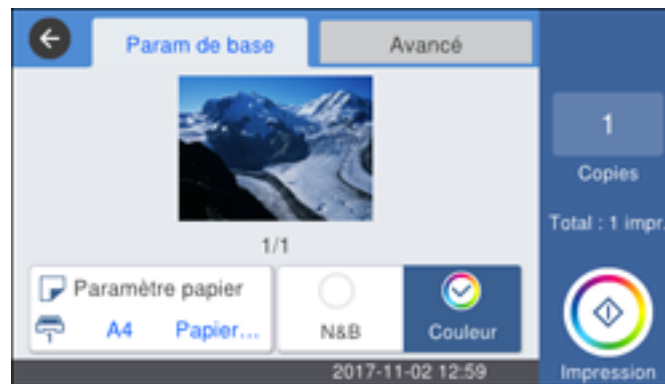 Param de base
Avancé
1
Copies
Total : 1 impr.
1/1
Paramètre papier
A4 Papier...
N&B
Couleur
2017-11-02 12:59
Impression